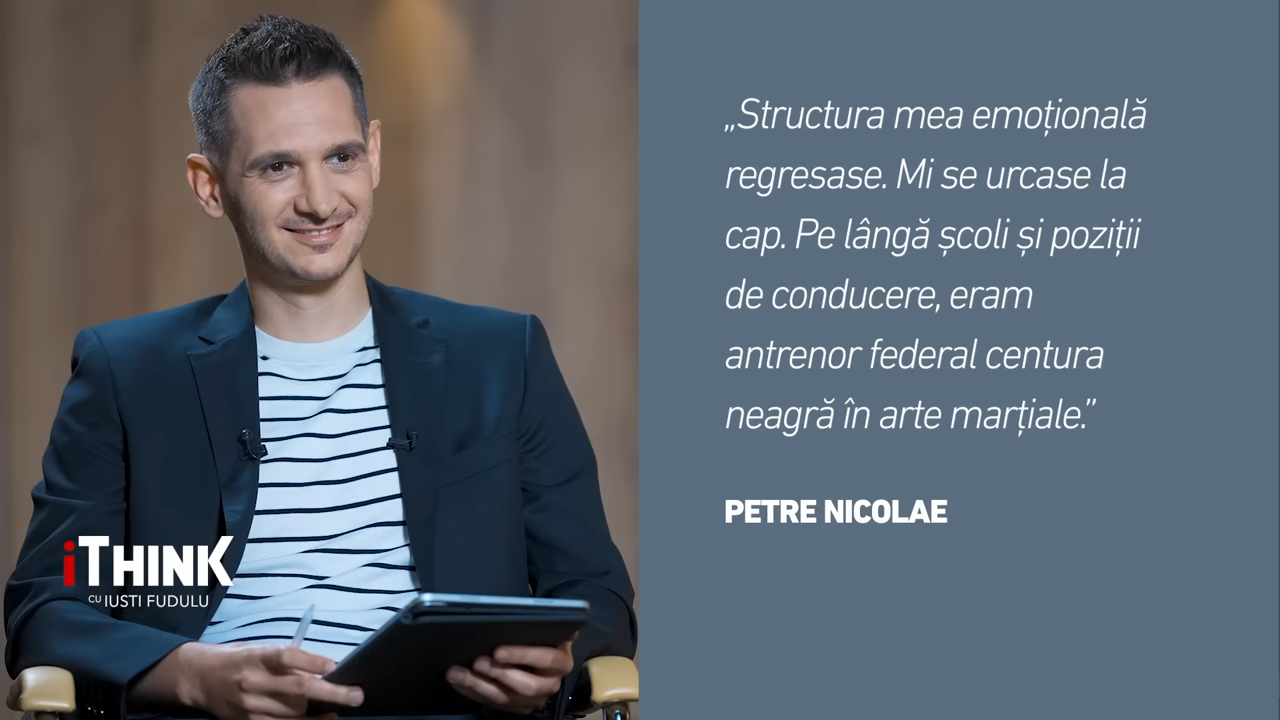 „Structura mea emoțională
regresase. Mi se urcase la
cap. Pe lângă școli și poziții
de conducere, eram
antrenor federal centura
neagră în arte marțiale.”
PETRE NICOLAE
iTHINK
CU IUSTI FUDULU